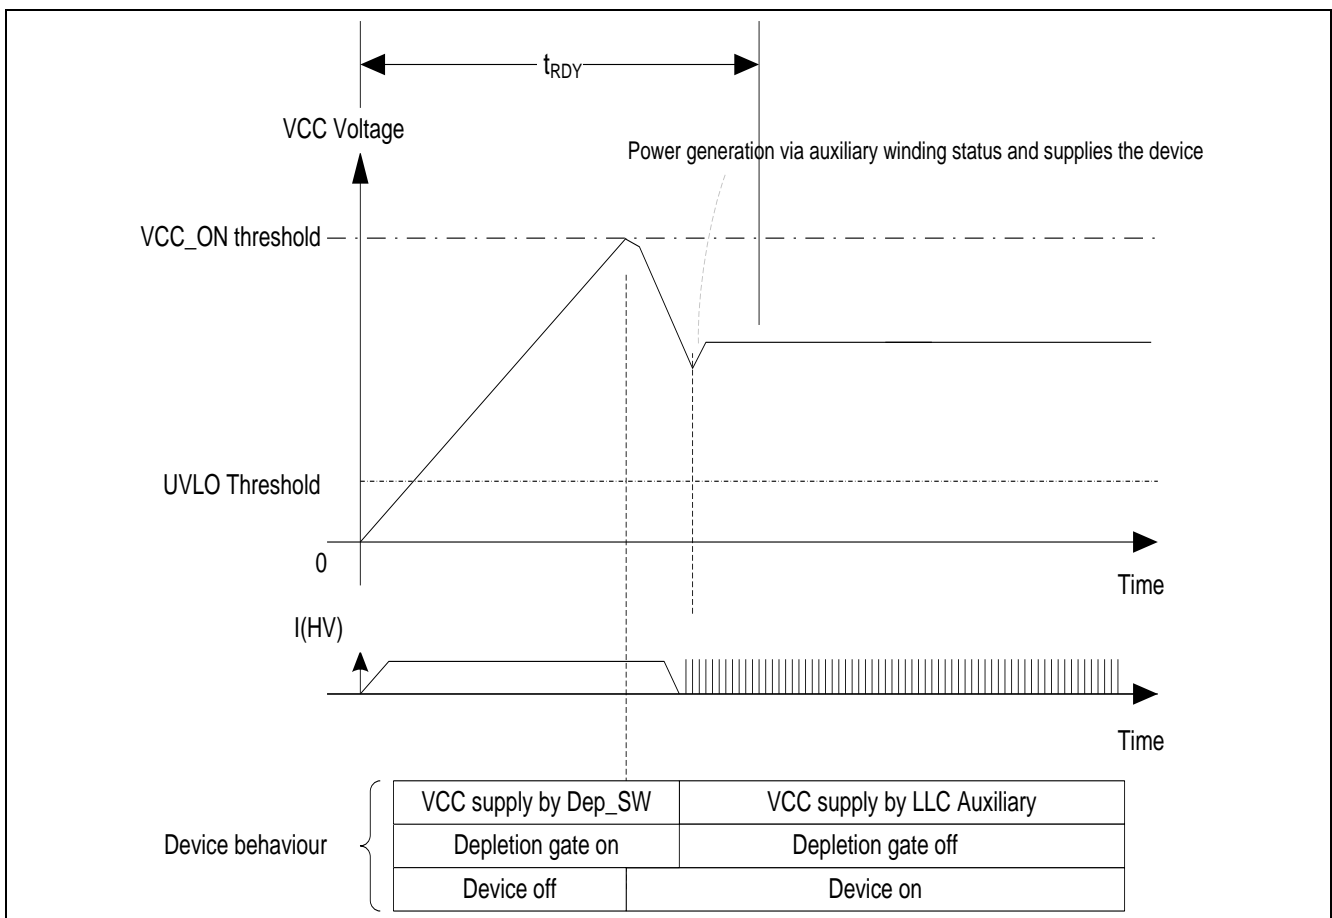 tRDY
VCC Voltage
Power generation via auxiliary winding status and supplies the device
VCC_ON threshold
UVLO Threshold
0
Time
I(HV)
Time
Device behaviour
VCC supply by Dep_SW
VCC supply by LLC Auxiliary
Depletion gate on
Depletion gate off
Device off
Device on